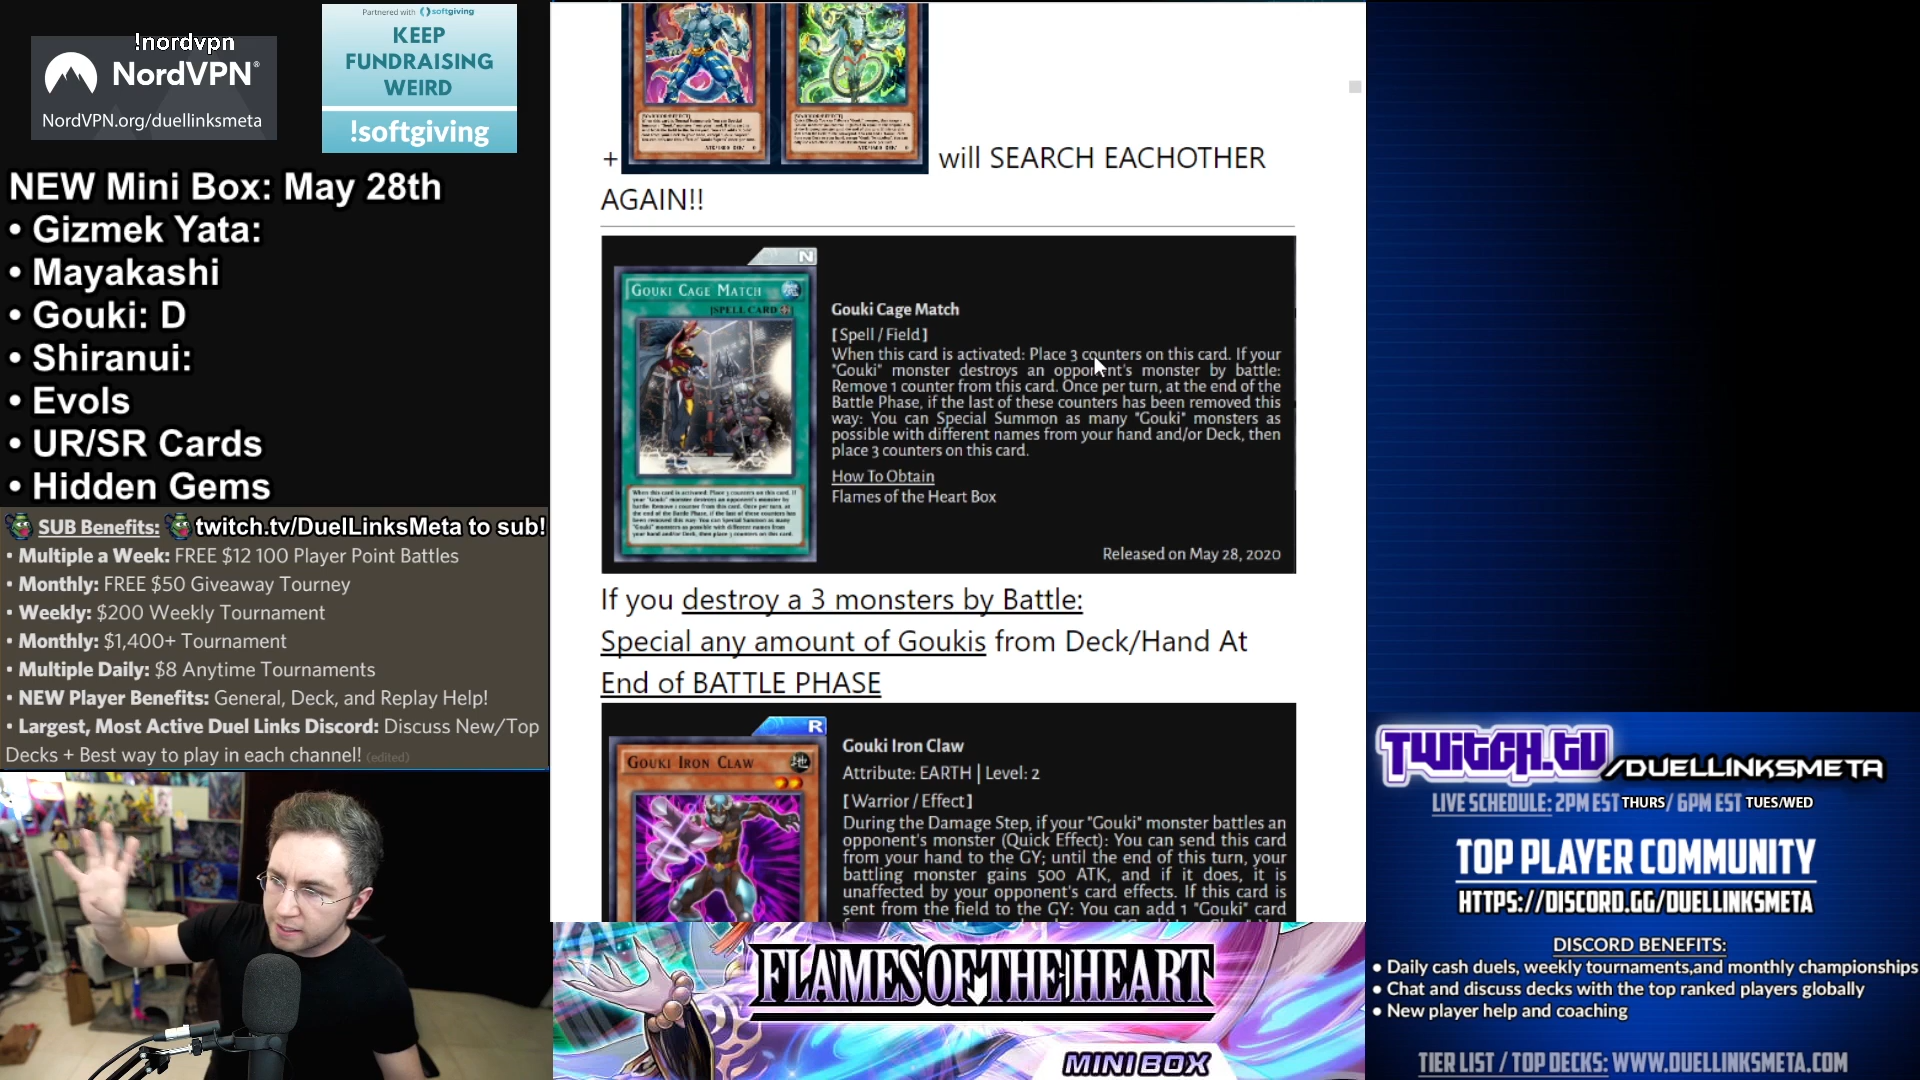 !nordvpn
NordVPN®
NordVPN.org/duellinksmeta
Partnered with softgiving
KEEP
FUNDRAISING
WEIRD
!softgiving
NEW Mini Box: May 28th
• Gizmek Yata:
• Mayakashi
• Gouki: D
• Shiranui:
• Evols
• UR/SR Cards
• Hidden Gems
SUB Benefits: twitch.tv/DuelLinksMeta to sub!
• Multiple a Week: FREE $12 100 Player Point Battles
• Monthly: FREE $50 Giveaway Tourney
• Weekly: $200 Weekly Tournament
• Monthly: $1,400+ Tournament
• Multiple Daily: $8 Anytime Tournaments
• NEW Player Benefits: General, Deck, and Replay Help!
• Largest, Most Active Duel Links Discord: Discuss New/Top
Decks + Best way to play in each channel! (edited)
+ will SEARCH EACHOTHER
AGAIN!!
N
GOUKI CAGE MATCH
[SPELL CARD]
Gouki Cage Match
[ Spell / Field ]
When this card is activated: Place 3 counters on this card. If your
"Gouki" monster destroys an opponent's monster by battle:
Remove 1 counter from this card. Once per turn, at the end of the
Battle Phase, if the last of these counters has been removed this
way: You can Special Summon as many "Gouki" monsters as
possible with different names from your hand and/or Deck, then
place 3 counters on this card.
How To Obtain
Flames of the Heart Box
Released on May 28, 2020
If you destroy a 3 monsters by Battle:
Special any amount of Goukis from Deck/Hand At
End of BATTLE PHASE
R
GOUKI IRON CLAW
地
Gouki Iron Claw
Attribute: EARTH | Level: 2
[ Warrior / Effect ]
During the Damage Step, if your "Gouki" monster battles an
opponent's monster (Quick Effect): You can send this card
from your hand to the GY; until the end of this turn, your
battling monster gains 500 ATK, and if it does, it is
unaffected by your opponent's card effects. If this card is
sent from the field to the GY: You can add 1 "Gouki" card
FLAMES OF THE HEART
MINI BOX
TWITCH.TV/DUELLINKSMETA
LIVE SCHEDULE: 2PM EST THURS/ 6PM EST TUES/WED
TOP PLAYER COMMUNITY
HTTPS://DISCORD.GG/DUELLINKSMETA
DISCORD BENEFITS:
• Daily cash duels, weekly tournaments,and monthly championships
• Chat and discuss decks with the top ranked players globally
• New player help and coaching
TIER LIST / TOP DECKS: WWW.DUELLINKSMETA.COM